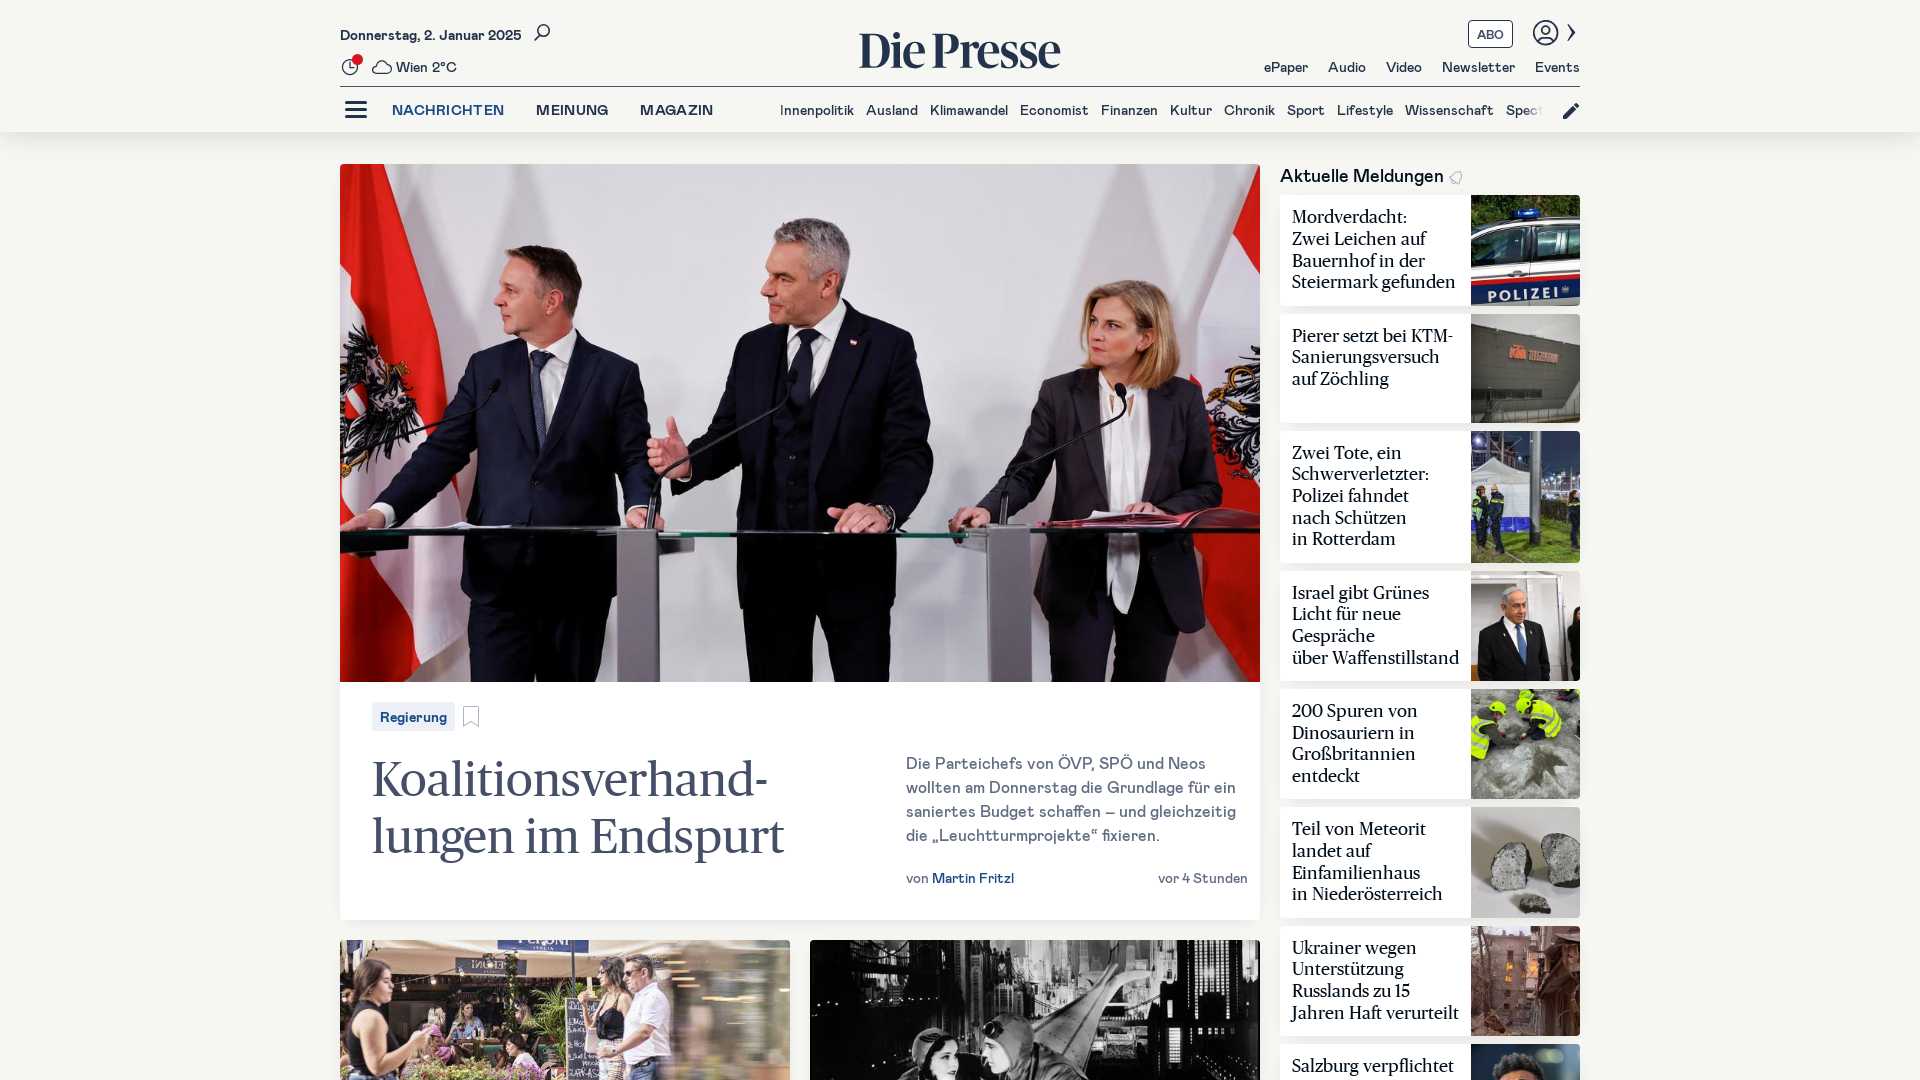 Donnerstag, 2. Januar 2025
Wien 2°C
Die Presse
ABO
ePaper Audio Video Newsletter Events
NACHRICHTEN MEINUNG MAGAZIN
Innenpolitik Ausland Klimawandel Economist Finanzen Kultur Chronik Sport Lifestyle Wissenschaft Spect
Regierung
Koalitionsverhand-
lungen im Endspurt
Die Parteichefs von ÖVP, SPÖ und Neos
wollten am Donnerstag die Grundlage für ein
saniertes Budget schaffen – und gleichzeitig
die „Leuchtturmprojekte“ fixieren.
von Martin Fritzl
vor 4 Stunden
Aktuelle Meldungen
Mordverdacht:
Zwei Leichen auf
Bauernhof in der
Steiermark gefunden
POLIZEI
Pierer setzt bei KTM-
Sanierungsversuch
auf Zöchling
KTM
Zwei Tote, ein
Schwerverletzter:
Polizei fahndet
nach Schützen
in Rotterdam
Israel gibt Grünes
Licht für neue
Gespräche
über Waffenstillstand
200 Spuren von
Dinosauriern in
Großbritannien
entdeckt
Teil von Meteorit
landet auf
Einfamilienhaus
in Niederösterreich
Ukrainer wegen
Unterstützung
Russlands zu 15
Jahren Haft verurteilt
Salzburg verpflichtet